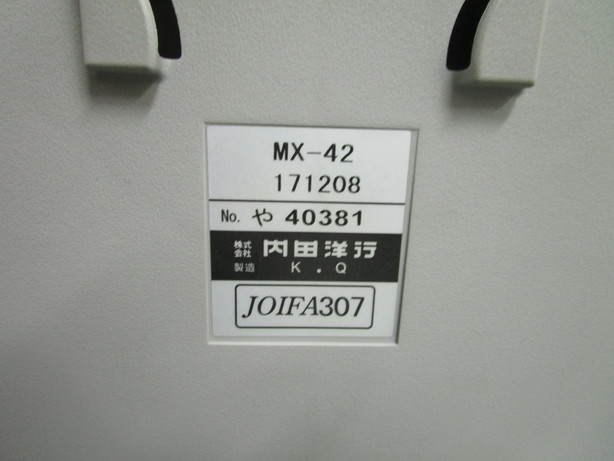 MX-42
171208
No. や 40381
株式会社 内田洋行
製造 K.Q
JOIFA307